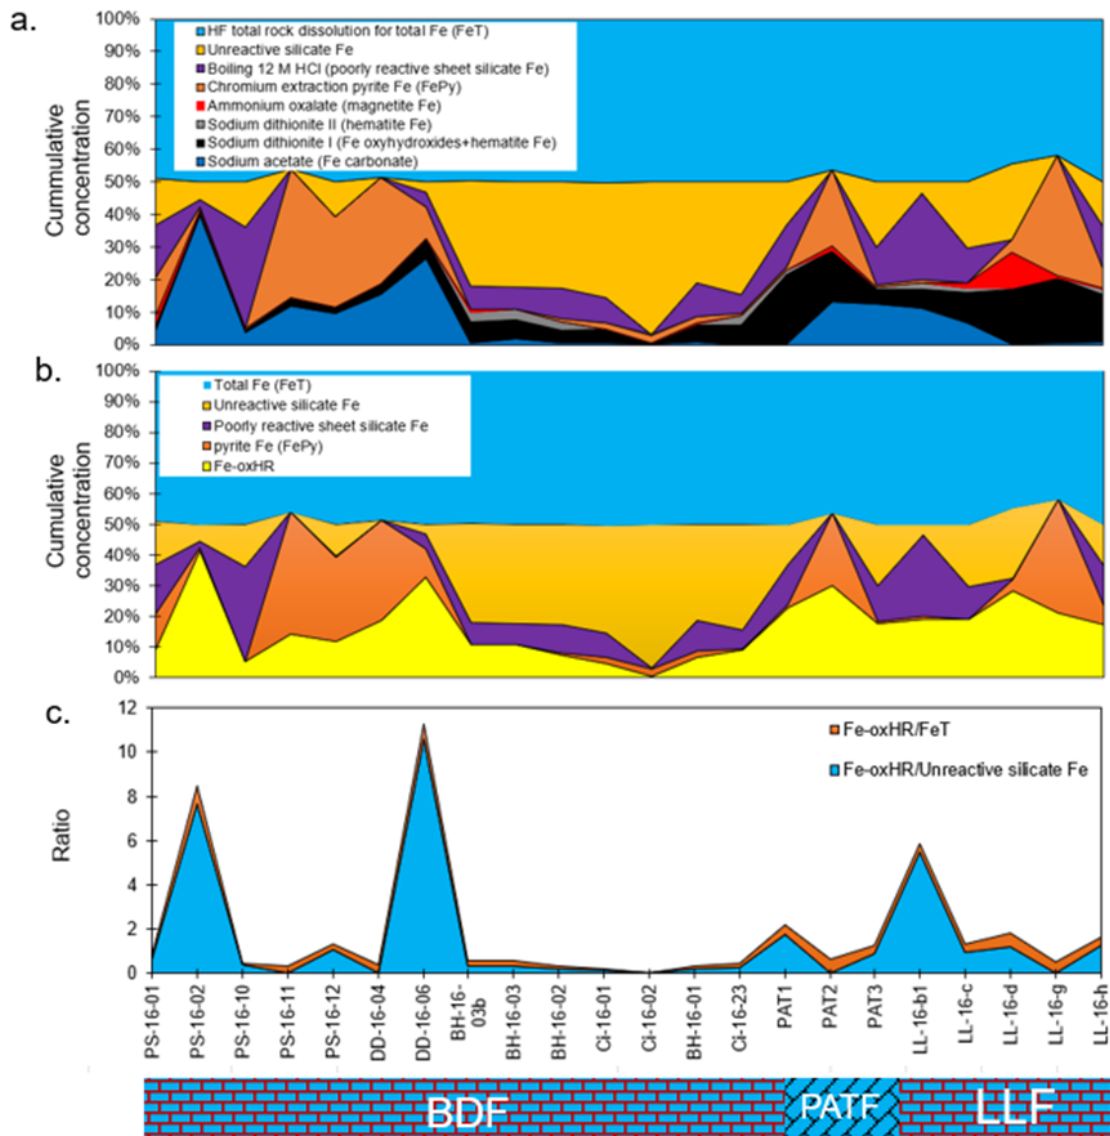 a.
100%
90%
80%
70%
60%
50%
40%
30%
20%
10%
0%
Cummulative
concentration
HF total rock dissolution for total Fe (FeT)
Unreactive silicate Fe
Boiling 12 M HCl (poorly reactive sheet silicate Fe)
Chromium extraction pyrite Fe (FePy)
Ammonium oxalate (magnetite Fe)
Sodium dithionite II (hematite Fe)
Sodium dithionite I (Fe oxyhydroxides+hematite Fe)
Sodium acetate (Fe carbonate)
b.
100%
90%
80%
70%
60%
50%
40%
30%
20%
10%
0%
Cumulative
concentration
Total Fe (FeT)
Unreactive silicate Fe
Poorly reactive sheet silicate Fe
pyrite Fe (FePy)
Fe-oxHR
c.
12
10
8
6
4
2
0
Ratio
Fe-oxHR/FeT
Fe-oxHR/Unreactive silicate Fe
PS-16-01
PS-16-02
PS-16-10
PS-16-11
PS-16-12
DD-16-04
DD-16-06
BH-16-
03b
BH-16-03
BH-16-02
Ci-16-01
Ci-16-02
BH-16-01
Ci-16-23
PAT1
PAT2
PAT3
LL-16-b1
LL-16-c
LL-16-d
LL-16-g
LL-16-h
BDF
PATF
LLF